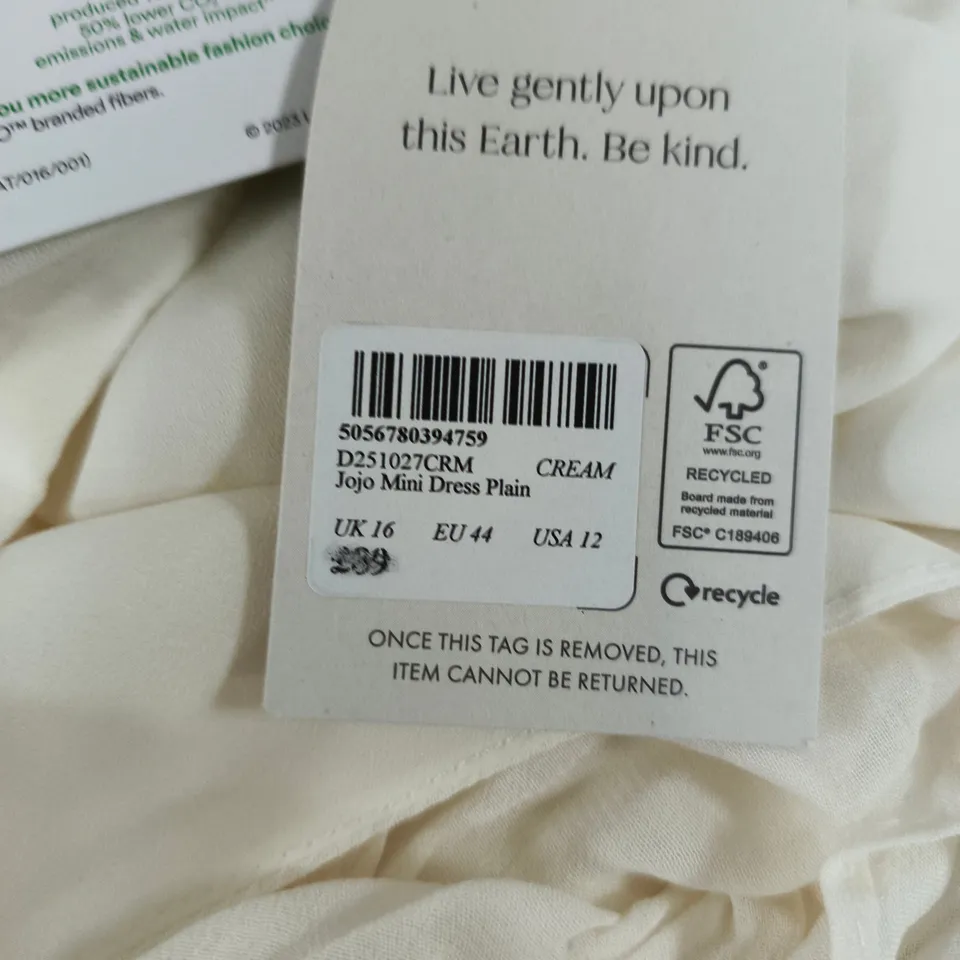 produced
50% lower CO₂
emissions & water impact*
ou more sustainable fashion choi
O™ branded fibers.
© 2023 L
AT/016/001)
Live gently upon
this Earth. Be kind.
5056780394759
D251027CRM CREAM
Jojo Mini Dress Plain
UK 16 EU 44 USA 12
FSC®
www.fsc.org
RECYCLED
Board made from
recycled material
FSC® C189406
recycle
ONCE THIS TAG IS REMOVED, THIS
ITEM CANNOT BE RETURNED.